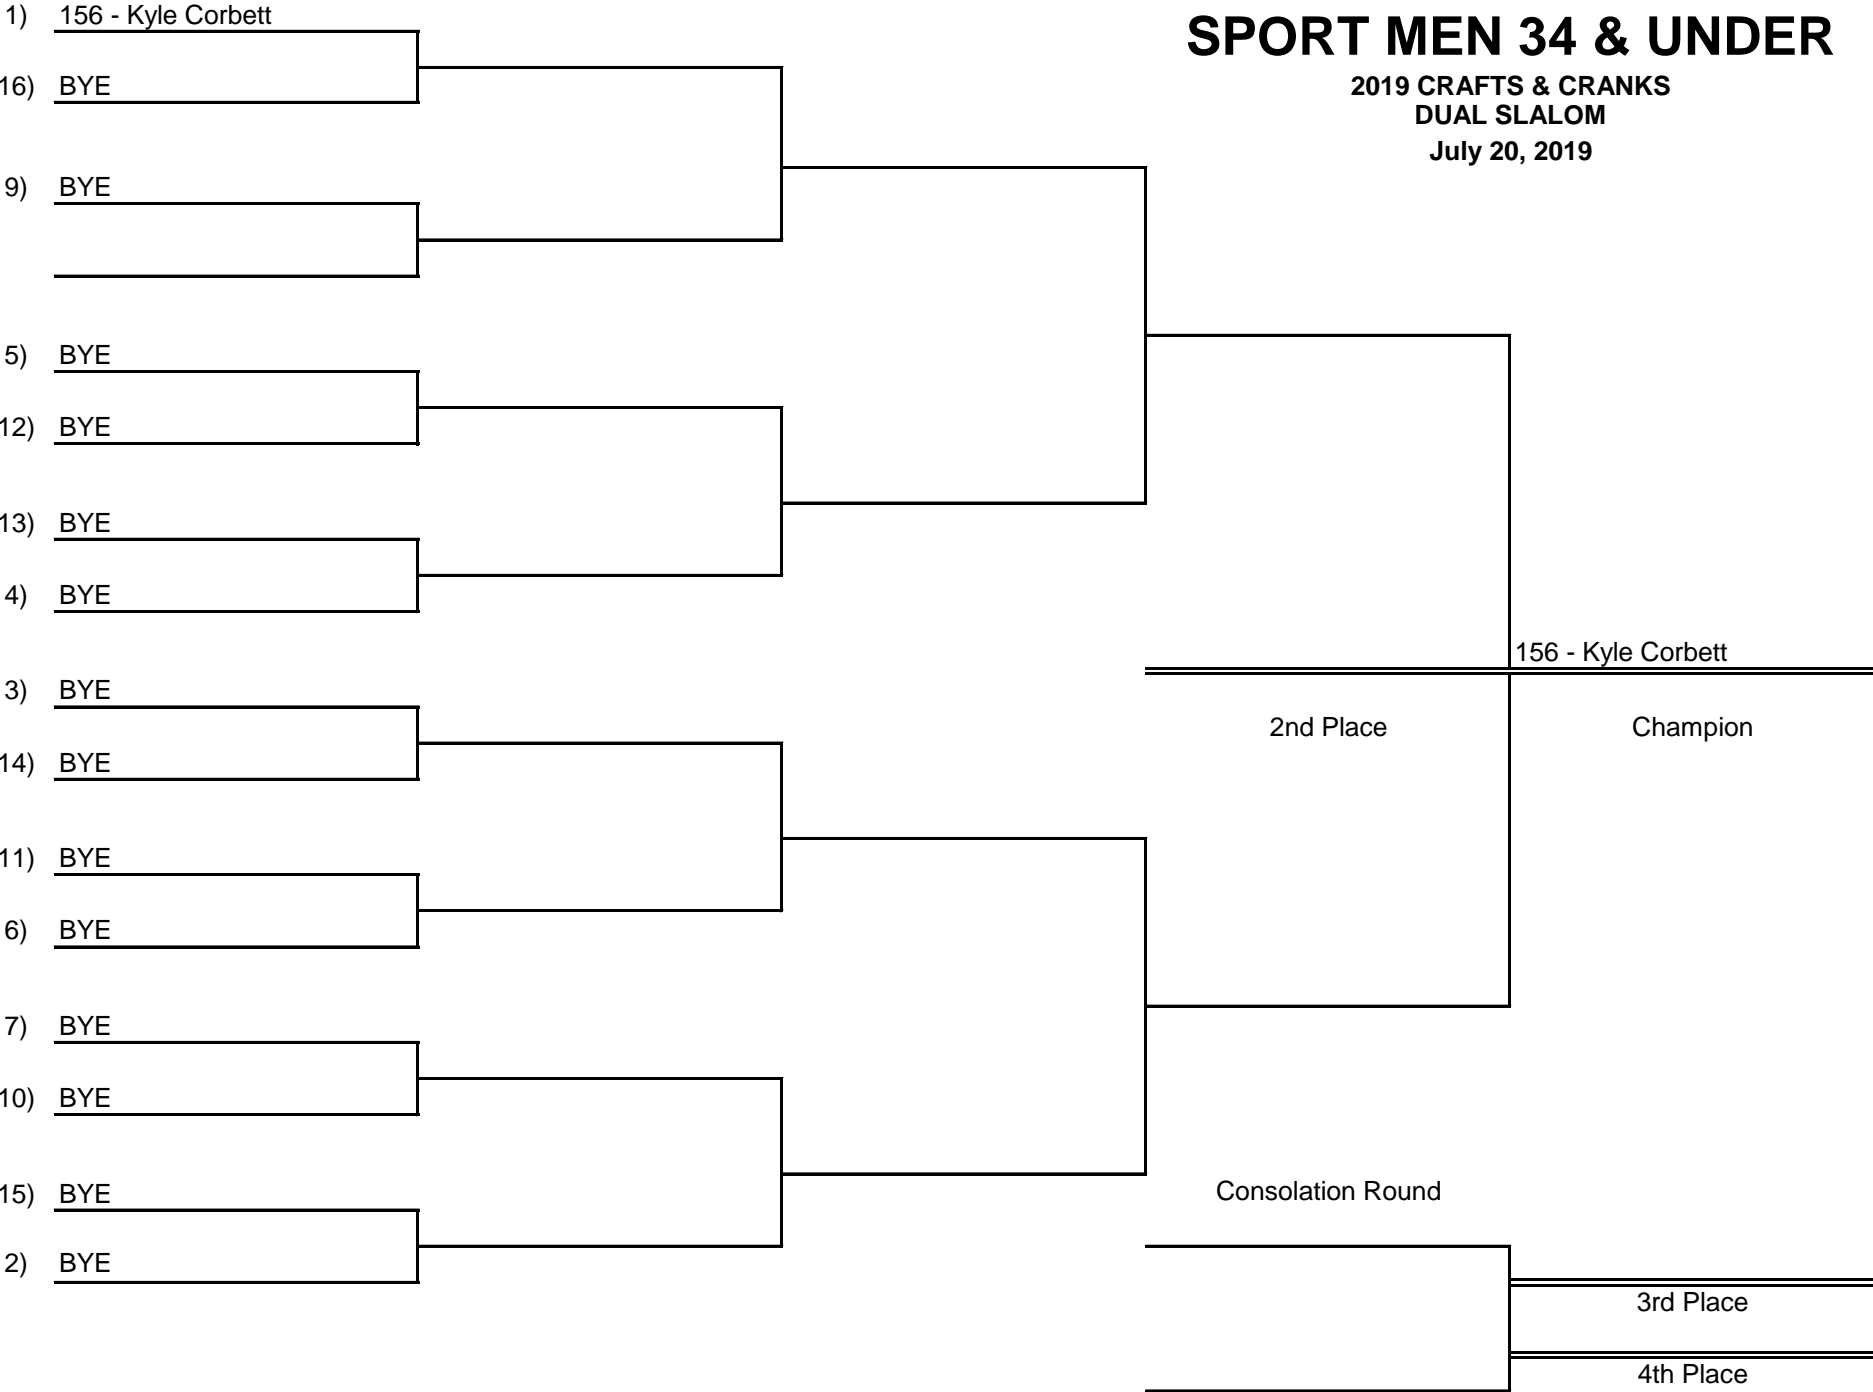 1) 156 - Kyle Corbett
SPORT MEN 34 & UNDER
16) BYE
2019 CRAFTS & CRANKS
DUAL SLALOM
July 20, 2019
9) BYE
5) BYE
12) BYE
13) BYE
4) BYE
156 - Kyle Corbett
3) BYE
2nd Place
Champion
14) BYE
11) BYE
6) BYE
7) BYE
10) BYE
15) BYE
Consolation Round
2) BYE
3rd Place
4th Place